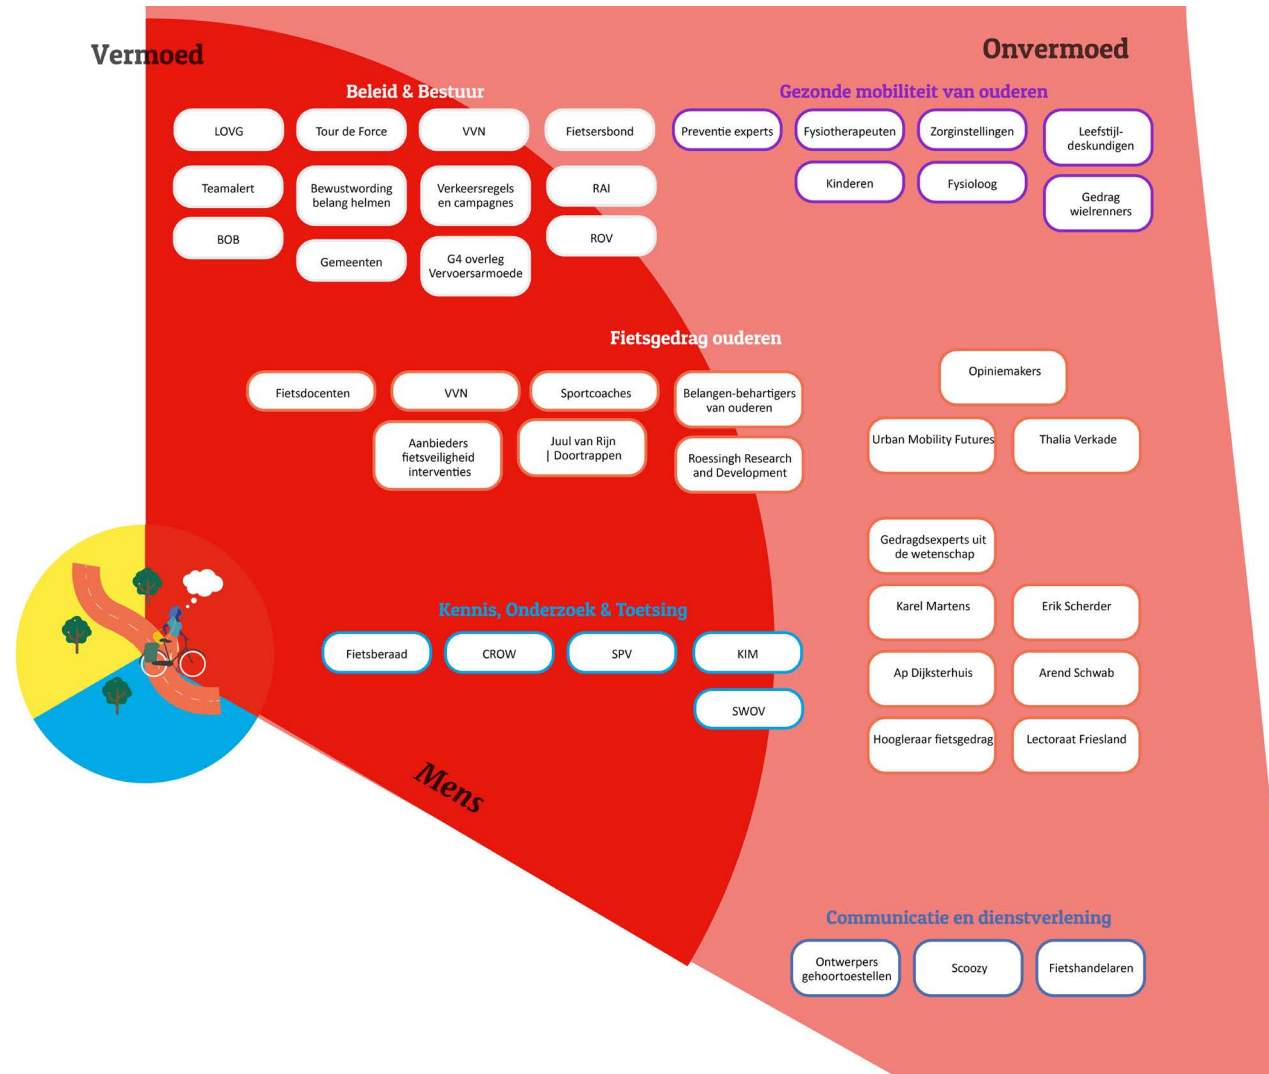 Vermoed
Onvermoed
Beleid & Bestuur
LOVG
Tour de Force
VVN
Fietsersbond
Teamalert
Bewustwording
belang helmen
Verkeersregels
en campagnes
RAI
BOB
Gemeenten
G4 overleg
Vervoersarmoede
ROV
Gezonde mobiliteit van ouderen
Preventie experts
Fysiotherapeuten
Zorginstellingen
Leefstijl-
deskundigen
Kinderen
Fysioloog
Gedrag
wielrenners
Fietsgedrag ouderen
Fietsdocenten
VVN
Sportcoaches
Belangen-behartigers
van ouderen
Aanbieders
fietsveiligheid
interventies
Juul van Rijn
| Doortrappen
Roessingh Research
and Development
Opiniemakers
Urban Mobility Futures
Thalia Verkade
Gedragdsexperts uit
de wetenschap
Karel Martens
Erik Scherder
Ap Dijksterhuis
Arend Schwab
Hoogleraar fietsgedrag
Lectoraat Friesland
Kennis, Onderzoek & Toetsing
Fietsberaad
CROW
SPV
KIM
SWOV
Mens
Communicatie en dienstverlening
Ontwerpers
gehoortoestellen
Scoozy
Fietshandelaren